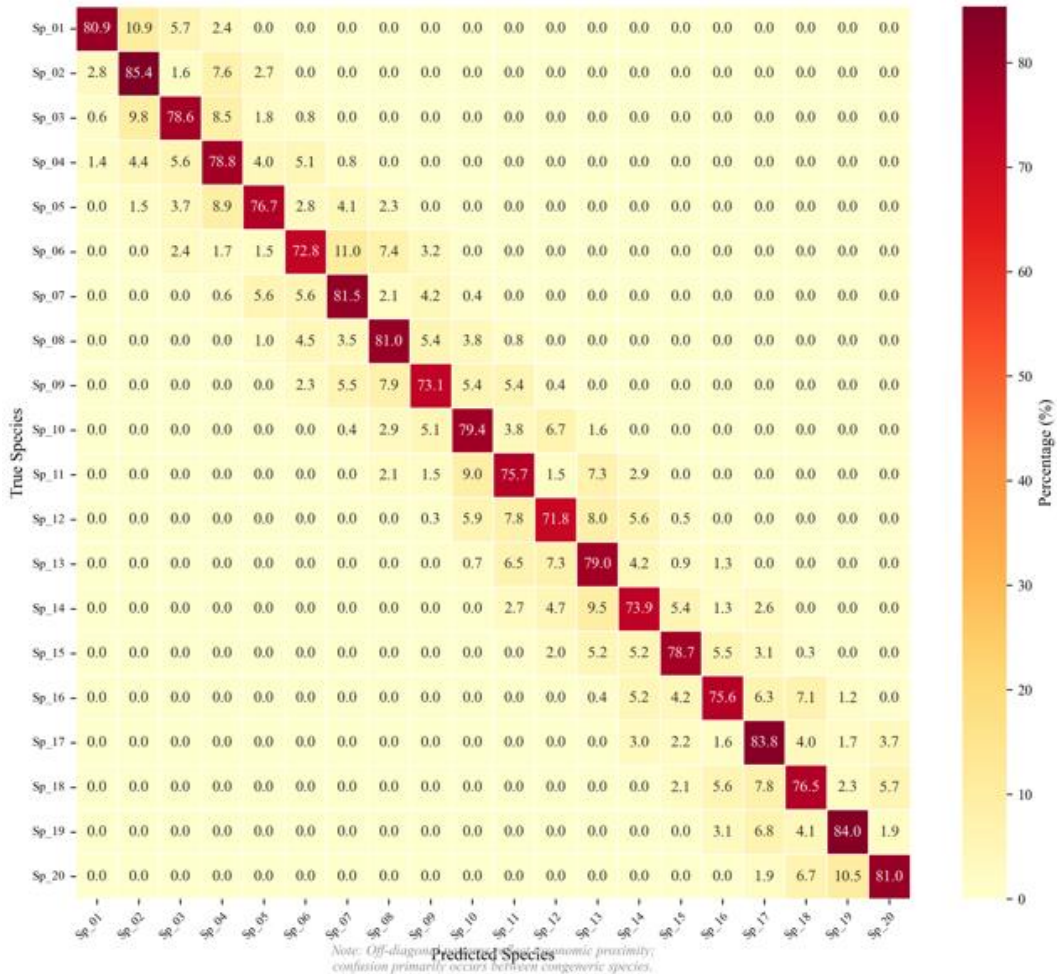 Sp_01 80.9 10.9 5.7 2.4 0.0 0.0 0.0 0.0 0.0 0.0 0.0 0.0 0.0 0.0 0.0 0.0 0.0 0.0 0.0 0.0
Sp_02 2.8 85.4 1.6 7.6 2.7 0.0 0.0 0.0 0.0 0.0 0.0 0.0 0.0 0.0 0.0 0.0 0.0 0.0 0.0 0.0
Sp_03 0.6 9.8 78.6 8.5 1.8 0.8 0.0 0.0 0.0 0.0 0.0 0.0 0.0 0.0 0.0 0.0 0.0 0.0 0.0 0.0
Sp_04 1.4 4.4 5.6 78.8 4.0 5.1 0.8 0.0 0.0 0.0 0.0 0.0 0.0 0.0 0.0 0.0 0.0 0.0 0.0 0.0
Sp_05 0.0 1.5 3.7 8.9 76.7 2.8 4.1 2.3 0.0 0.0 0.0 0.0 0.0 0.0 0.0 0.0 0.0 0.0 0.0 0.0
Sp_06 0.0 0.0 2.4 1.7 1.5 72.8 11.0 7.4 3.2 0.0 0.0 0.0 0.0 0.0 0.0 0.0 0.0 0.0 0.0 0.0
Sp_07 0.0 0.0 0.0 0.6 5.6 5.6 81.5 2.1 4.2 0.4 0.0 0.0 0.0 0.0 0.0 0.0 0.0 0.0 0.0 0.0
Sp_08 0.0 0.0 0.0 0.0 1.0 4.5 3.5 81.0 5.4 3.8 0.8 0.0 0.0 0.0 0.0 0.0 0.0 0.0 0.0 0.0
Sp_09 0.0 0.0 0.0 0.0 0.0 2.3 5.5 7.9 73.1 5.4 5.4 0.4 0.0 0.0 0.0 0.0 0.0 0.0 0.0 0.0
Sp_10 0.0 0.0 0.0 0.0 0.0 0.0 0.4 2.9 5.1 79.4 3.8 6.7 1.6 0.0 0.0 0.0 0.0 0.0 0.0 0.0
Sp_11 0.0 0.0 0.0 0.0 0.0 0.0 0.0 2.1 1.5 9.0 75.7 1.5 7.3 2.9 0.0 0.0 0.0 0.0 0.0 0.0
Sp_12 0.0 0.0 0.0 0.0 0.0 0.0 0.0 0.0 0.3 5.9 7.8 71.8 8.0 5.6 0.5 0.0 0.0 0.0 0.0 0.0
Sp_13 0.0 0.0 0.0 0.0 0.0 0.0 0.0 0.0 0.0 0.7 6.5 7.3 79.0 4.2 0.9 1.3 0.0 0.0 0.0 0.0
Sp_14 0.0 0.0 0.0 0.0 0.0 0.0 0.0 0.0 0.0 0.0 2.7 4.7 9.5 73.9 5.4 1.3 2.6 0.0 0.0 0.0
Sp_15 0.0 0.0 0.0 0.0 0.0 0.0 0.0 0.0 0.0 0.0 0.0 2.0 5.2 5.2 78.7 5.5 3.1 0.3 0.0 0.0
Sp_16 0.0 0.0 0.0 0.0 0.0 0.0 0.0 0.0 0.0 0.0 0.0 0.0 0.4 5.2 4.2 75.6 6.3 7.1 1.2 0.0
Sp_17 0.0 0.0 0.0 0.0 0.0 0.0 0.0 0.0 0.0 0.0 0.0 0.0 0.0 3.0 2.2 1.6 83.8 4.0 1.7 3.7
Sp_18 0.0 0.0 0.0 0.0 0.0 0.0 0.0 0.0 0.0 0.0 0.0 0.0 0.0 0.0 2.1 5.6 7.8 76.5 2.3 5.7
Sp_19 0.0 0.0 0.0 0.0 0.0 0.0 0.0 0.0 0.0 0.0 0.0 0.0 0.0 0.0 0.0 3.1 6.8 4.1 84.0 1.9
Sp_20 0.0 0.0 0.0 0.0 0.0 0.0 0.0 0.0 0.0 0.0 0.0 0.0 0.0 0.0 0.0 0.0 1.9 6.7 10.5 81.0
True Species
Sp_01 Sp_02 Sp_03 Sp_04 Sp_05 Sp_06 Sp_07 Sp_08 Sp_09 Sp_10 Sp_11 Sp_12 Sp_13 Sp_14 Sp_15 Sp_16 Sp_17 Sp_18 Sp_19 Sp_20
Predicted Species
Note: Off-diagonal proximity;
confusion primarily occurs between congeneric species.
80
70
60
50
40
30
20
10
0
Percentage (%)